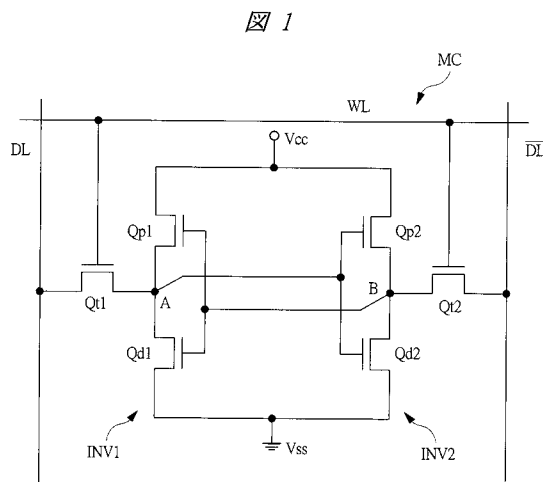 図 1
MC
WL
DL
DL
Vcc
Qp1
Qp2
A
B
Qt1
Qt2
Qd1
Qd2
INV1
Vss
INV2